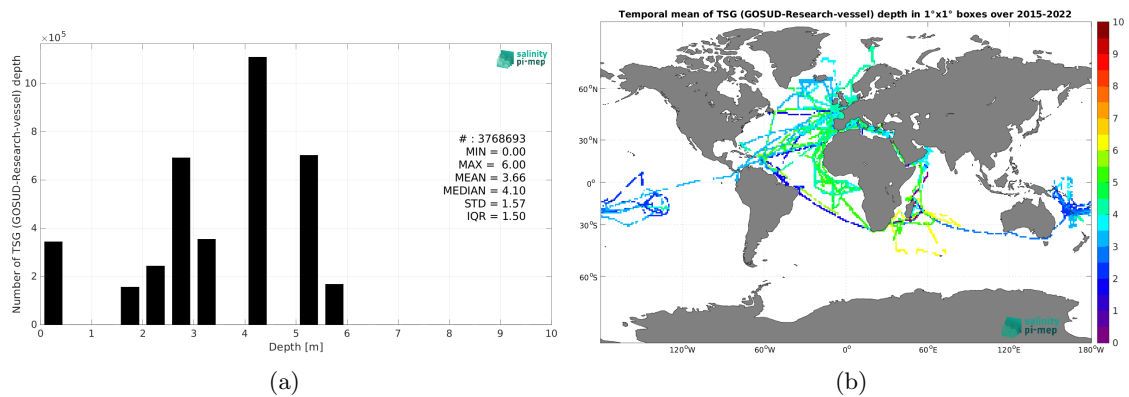 ×10⁵
Number of TSG (GOSUD-Research-vessel) depth
10
8
6
4
2
0
salinity
pi-mep
# : 3768693
MIN = 0.00
MAX = 6.00
MEAN = 3.66
MEDIAN = 4.10
STD = 1.57
IQR = 1.50
0 1 2 3 4 5 6 7 8 9 10
Depth [m]
(a)
Temporal mean of TSG (GOSUD-Research-vessel) depth in 1°x1° boxes over 2015-2022
60°N
30°N
0°
30°S
60°S
120°W 60°W 0° 60°E 120°E 180°W
salinity
pi-mep
10
9
8
7
6
5
4
3
2
1
0
(b)